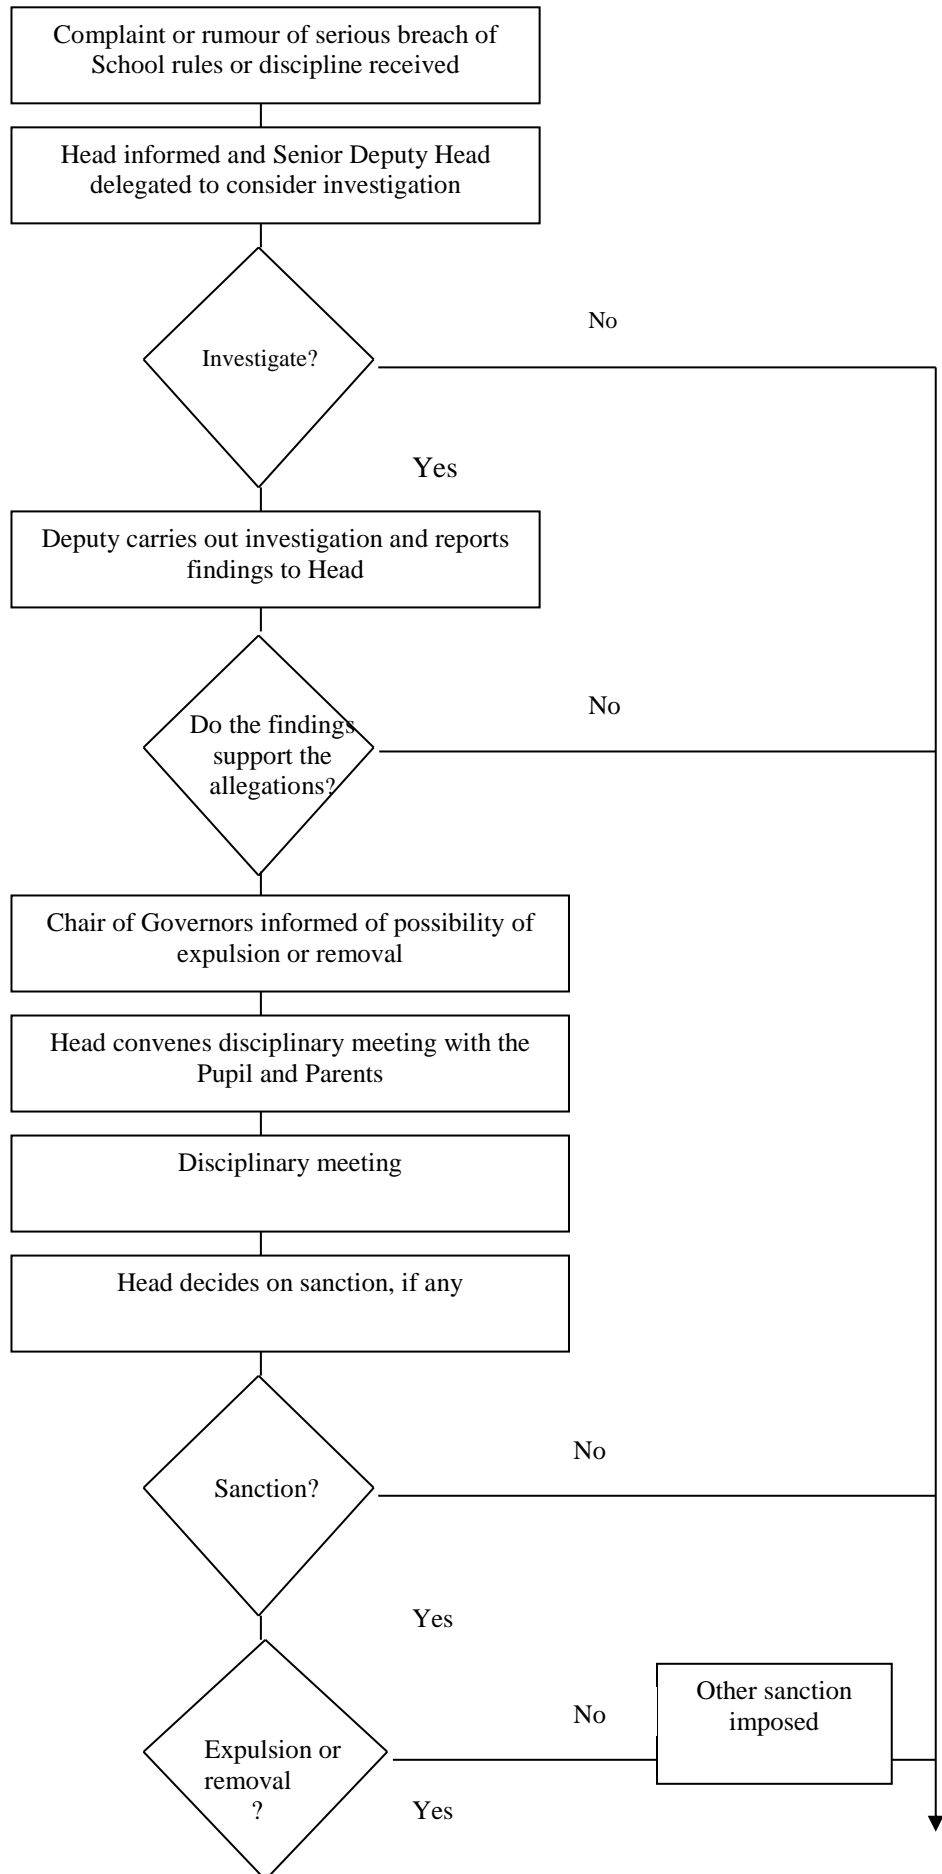 Complaint or rumour of serious breach of
School rules or discipline received
Head informed and Senior Deputy Head
delegated to consider investigation
No
Investigate?
Yes
Deputy carries out investigation and reports
findings to Head
No
Do the findings
support the
allegations?
Chair of Governors informed of possibility of
expulsion or removal
Head convenes disciplinary meeting with the
Pupil and Parents
Disciplinary meeting
Head decides on sanction, if any
No
Sanction?
Yes
Other sanction
imposed
No
Expulsion or
removal
?
Yes